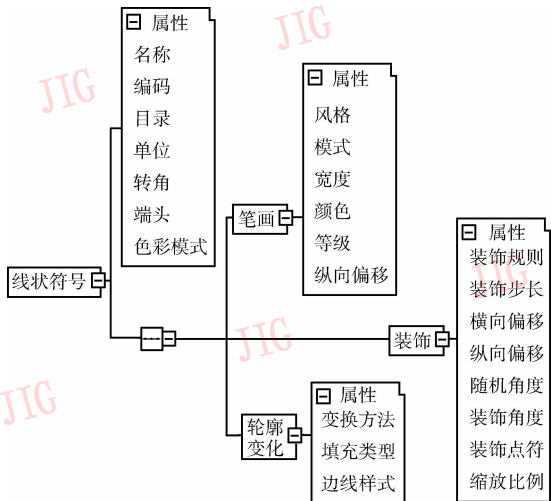 属性
名称
编码
目录
单位
转角
端头
色彩模式
线状符号
笔画
属性
风格
模式
宽度
颜色
等级
纵向偏移
装饰
属性
装饰规则
装饰步长
横向偏移
纵向偏移
随机角度
装饰角度
装饰点符
缩放比例
轮廓
变化
属性
变换方法
填充类型
边线样式
JIG
JIG
JIG
JIG
JIG